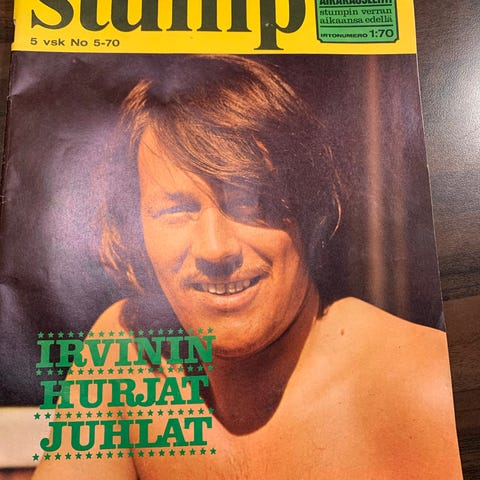 stump
AIKAKAUSLEHTI
stumpin verran
aikaansa edellä
IRTONUMERO 1:70
5 vsk No 5-70
IRVININ
HURJAT
JUHLAT